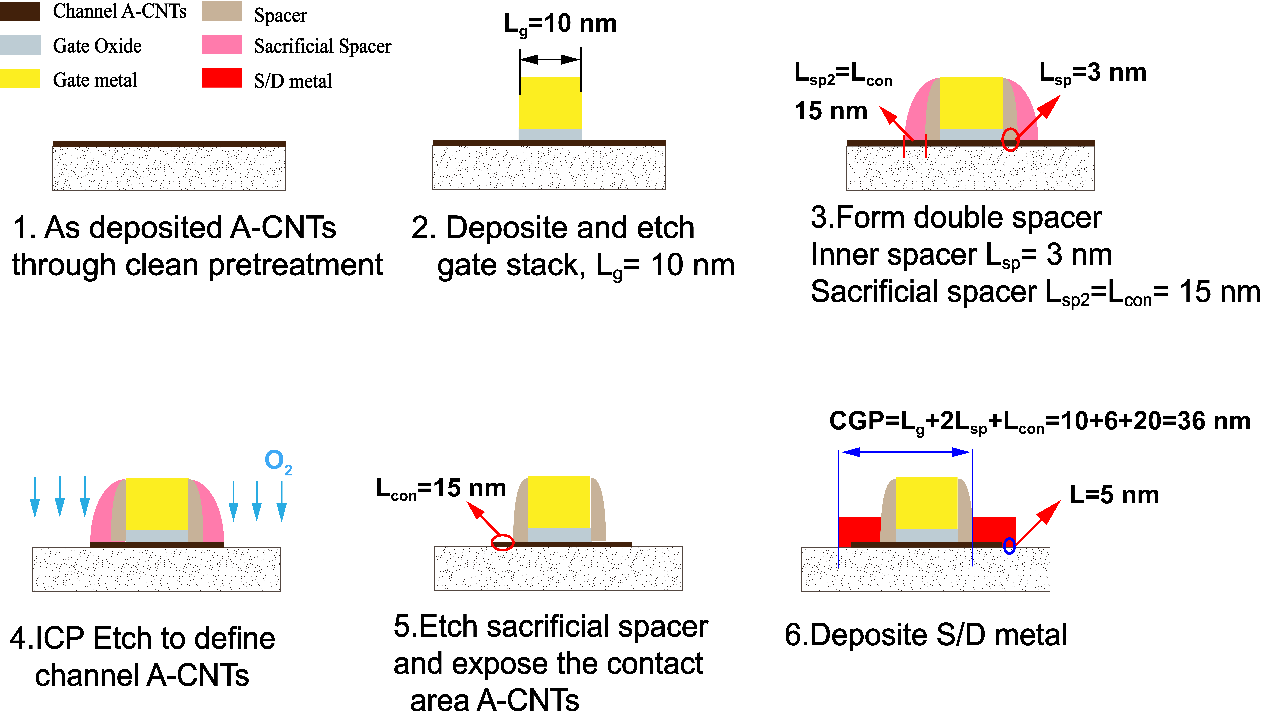 Channel A-CNTs
Spacer
Gate Oxide
Sacrificial Spacer
Gate metal
S/D metal
1. As deposited A-CNTs
through clean pretreatment
Lg=10 nm
2. Deposite and etch
gate stack, Lg= 10 nm
Lsp2=Lcon
15 nm
Lsp=3 nm
3.Form double spacer
Inner spacer Lsp= 3 nm
Sacrificial spacer Lsp2=Lcon= 15 nm
O2
4.ICP Etch to define
channel A-CNTs
Lcon=15 nm
5.Etch sacrificial spacer
and expose the contact
area A-CNTs
CGP=Lg+2Lsp+Lcon=10+6+20=36 nm
L=5 nm
6.Deposite S/D metal